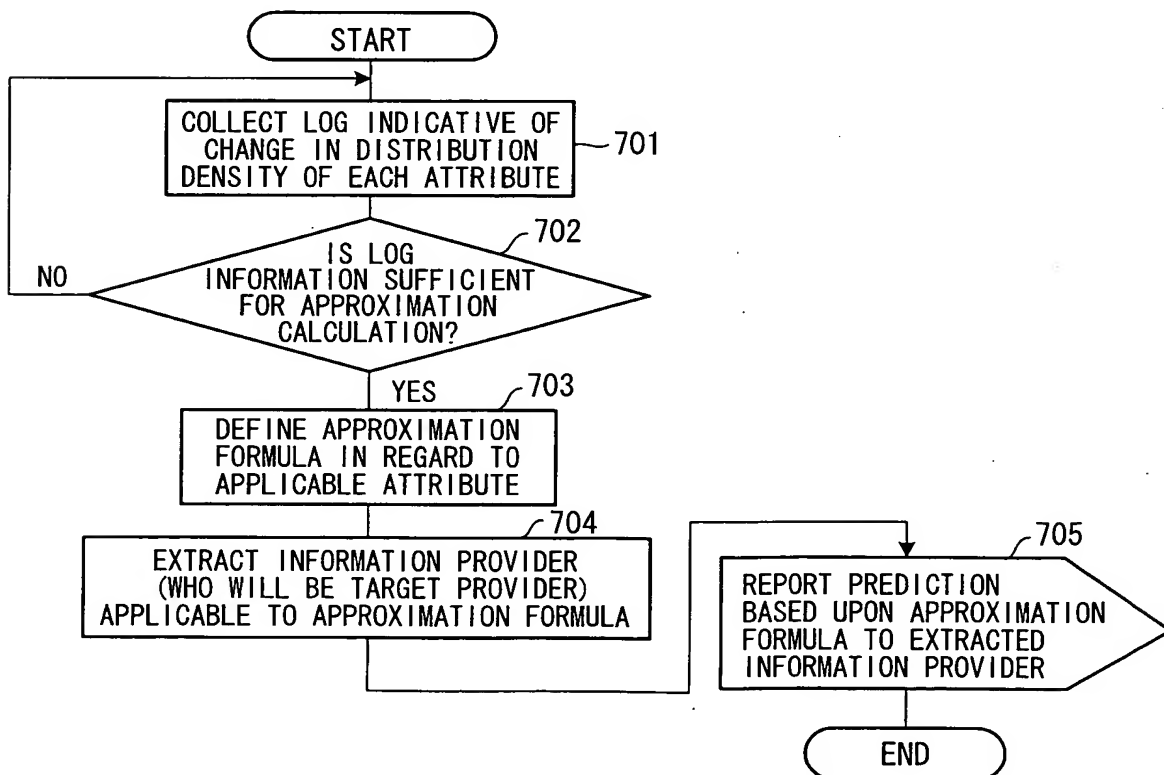 START
COLLECT LOG INDICATIVE OF
CHANGE IN DISTRIBUTION
DENSITY OF EACH ATTRIBUTE
701
702
IS LOG
INFORMATION SUFFICIENT
FOR APPROXIMATION
CALCULATION?
NO
YES
703
DEFINE APPROXIMATION
FORMULA IN REGARD TO
APPLICABLE ATTRIBUTE
704
EXTRACT INFORMATION PROVIDER
(WHO WILL BE TARGET PROVIDER)
APPLICABLE TO APPROXIMATION FORMULA
705
REPORT PREDICTION
BASED UPON APPROXIMATION
FORMULA TO EXTRACTED
INFORMATION PROVIDER
END